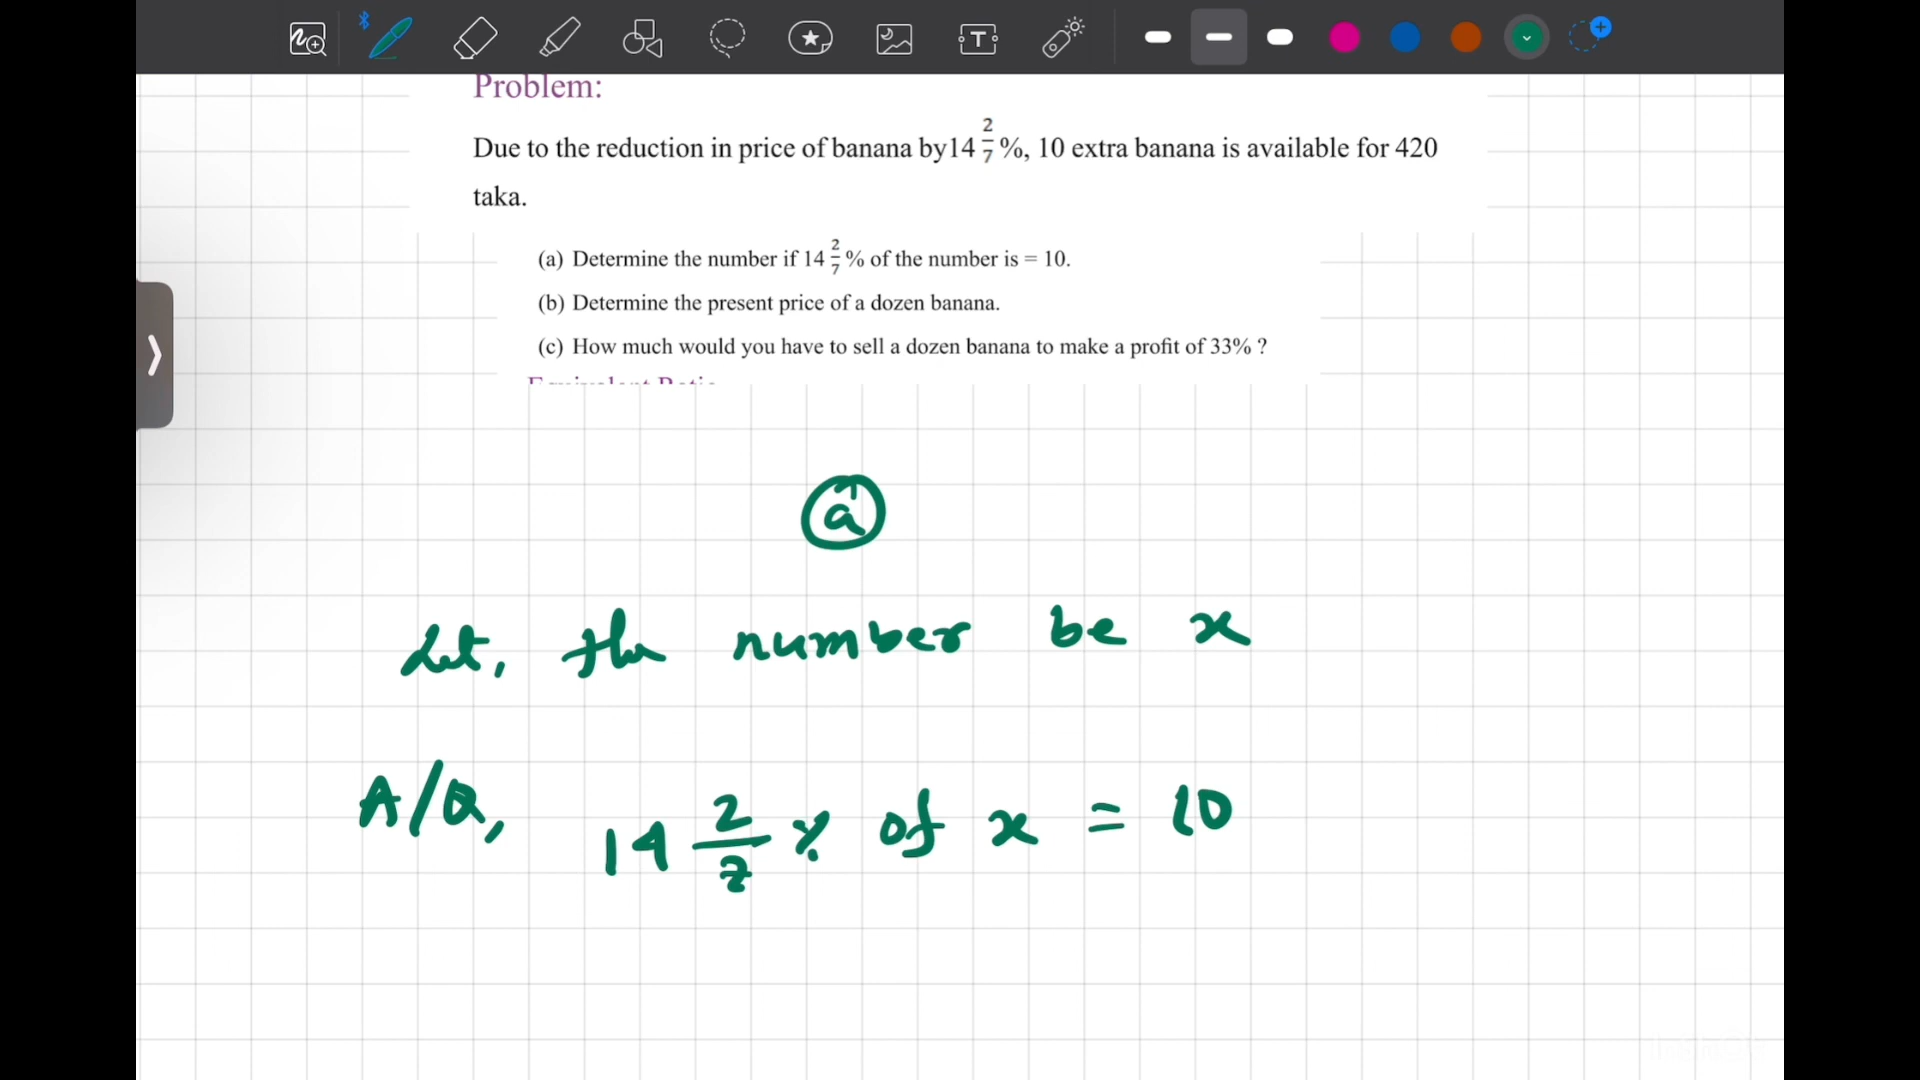 Problem:
Due to the reduction in price of banana by14 2/7 %, 10 extra banana is available for 420
taka.
(a) Determine the number if 14 2/7 % of the number is = 10.
(b) Determine the present price of a dozen banana.
(c) How much would you have to sell a dozen banana to make a profit of 33% ?
a
Let, the number be x
A/Q, 14 2/7 % of x = 10